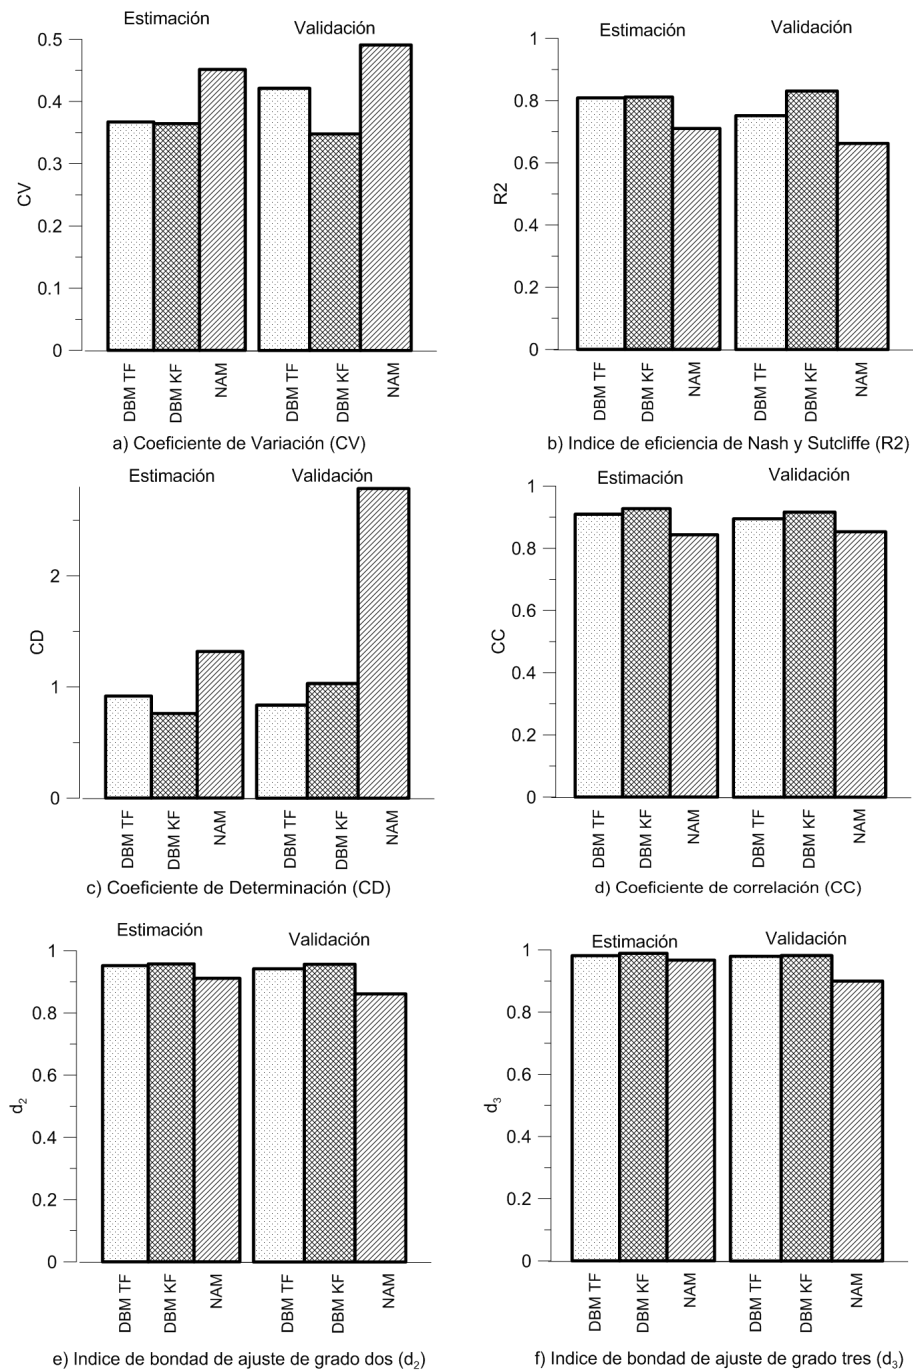 Estimación
Validación
0.5
0.4
0.3
0.2
0.1
0
CV
DBM TF
DBM KF
NAM
DBM TF
DBM KF
NAM
a) Coeficiente de Variación (CV)
Estimación
Validación
1
0.8
0.6
0.4
0.2
0
R2
DBM TF
DBM KF
NAM
DBM TF
DBM KF
NAM
b) Indice de eficiencia de Nash y Sutcliffe (R2)
Estimación
Validación
2
1
0
CD
DBM TF
DBM KF
NAM
DBM TF
DBM KF
NAM
c) Coeficiente de Determinación (CD)
Estimación
Validación
1
0.8
0.6
0.4
0.2
0
CC
DBM TF
DBM KF
NAM
DBM TF
DBM KF
NAM
d) Coeficiente de correlación (CC)
Estimación
Validación
1
0.8
0.6
0.4
0.2
0
d₂
DBM TF
DBM KF
NAM
DBM TF
DBM KF
NAM
e) Indice de bondad de ajuste de grado dos (d₂)
Estimación
Validación
1
0.8
0.6
0.4
0.2
0
d₃
DBM TF
DBM KF
NAM
DBM TF
DBM KF
NAM
f) Indice de bondad de ajuste de grado tres (d₃)